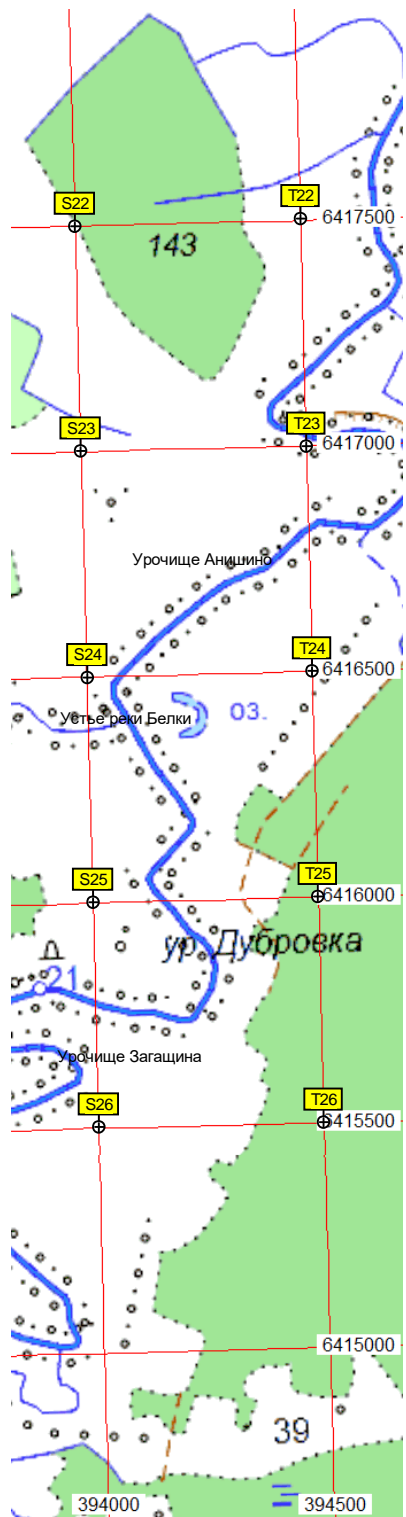 S22
T22
6417500
143
S23
T23
6417000
Урочище Анишино
S24
T24
6416500
Устье реки Белки
оз.
S25
T25
6416000
ур. Дубровка
21
Урочище Загащина
S26
T26
6415500
6415000
39
394000
394500